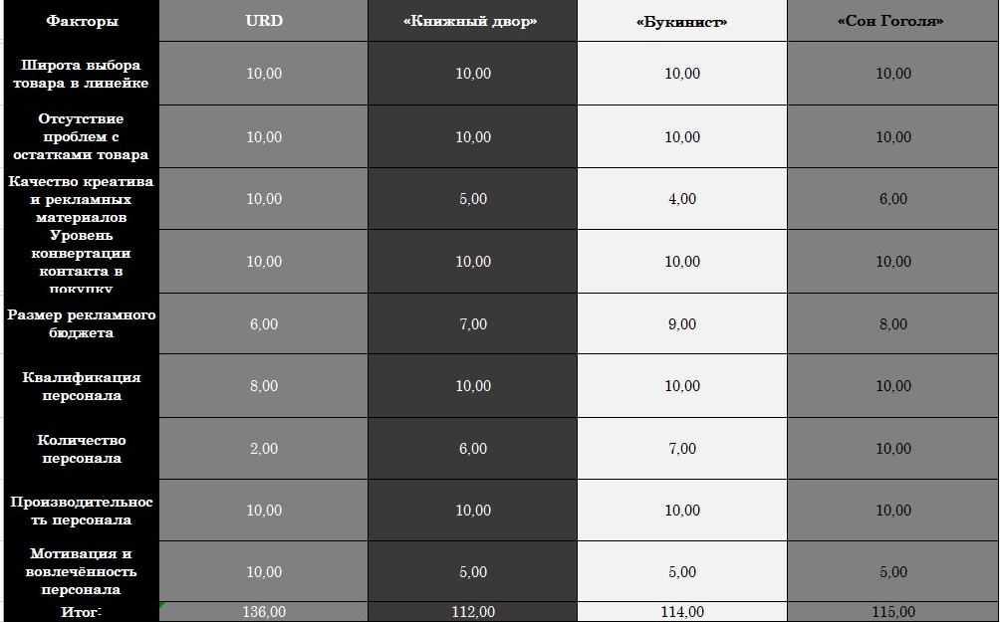 Факторы URD «Книжный двор» «Букинист» «Сон Гоголя»
Широта выбора
товара в линейке
10,00 10,00 10,00 10,00
Отсутствие
проблем с
остатками товара
10,00 10,00 10,00 10,00
Качество креатива
и рекламных
материалов
10,00 5,00 4,00 6,00
Уровень
конвертации
контакта в
покупку
10,00 10,00 10,00 10,00
Размер рекламного
бюджета
6,00 7,00 9,00 8,00
Квалификация
персонала
8,00 10,00 10,00 10,00
Количество
персонала
2,00 6,00 7,00 10,00
Производительнос
ть персонала
10,00 10,00 10,00 10,00
Мотивация и
вовлечённость
персонала
10,00 5,00 5,00 5,00
Итог: 136,00 112,00 114,00 115,00